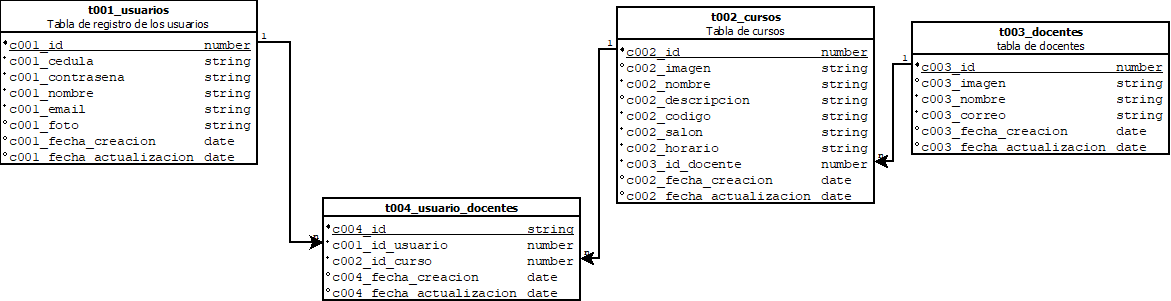 t001_usuarios
Tabla de registro de los usuarios
c001_id number
c001_cedula string
c001_contrasena string
c001_nombre string
c001_email string
c001_foto string
c001_fecha_creacion date
c001_fecha_actualizacion date
1
n
t004_usuario_docentes
c004_id string
c001_id_usuario number
c002_id_curso number
c004_fecha_creacion date
c004_fecha_actualizacion date
1
n
t002_cursos
Tabla de cursos
c002_id number
c002_imagen string
c002_nombre string
c002_descripcion string
c002_codigo string
c002_salon string
c002_horario string
c003_id_docente number
c002_fecha_creacion date
c002_fecha_actualizacion date
1
n
t003_docentes
tabla de docentes
c003_id number
c003_imagen string
c003_nombre string
c003_correo string
c003_fecha_creacion date
c003_fecha_actualizacion date